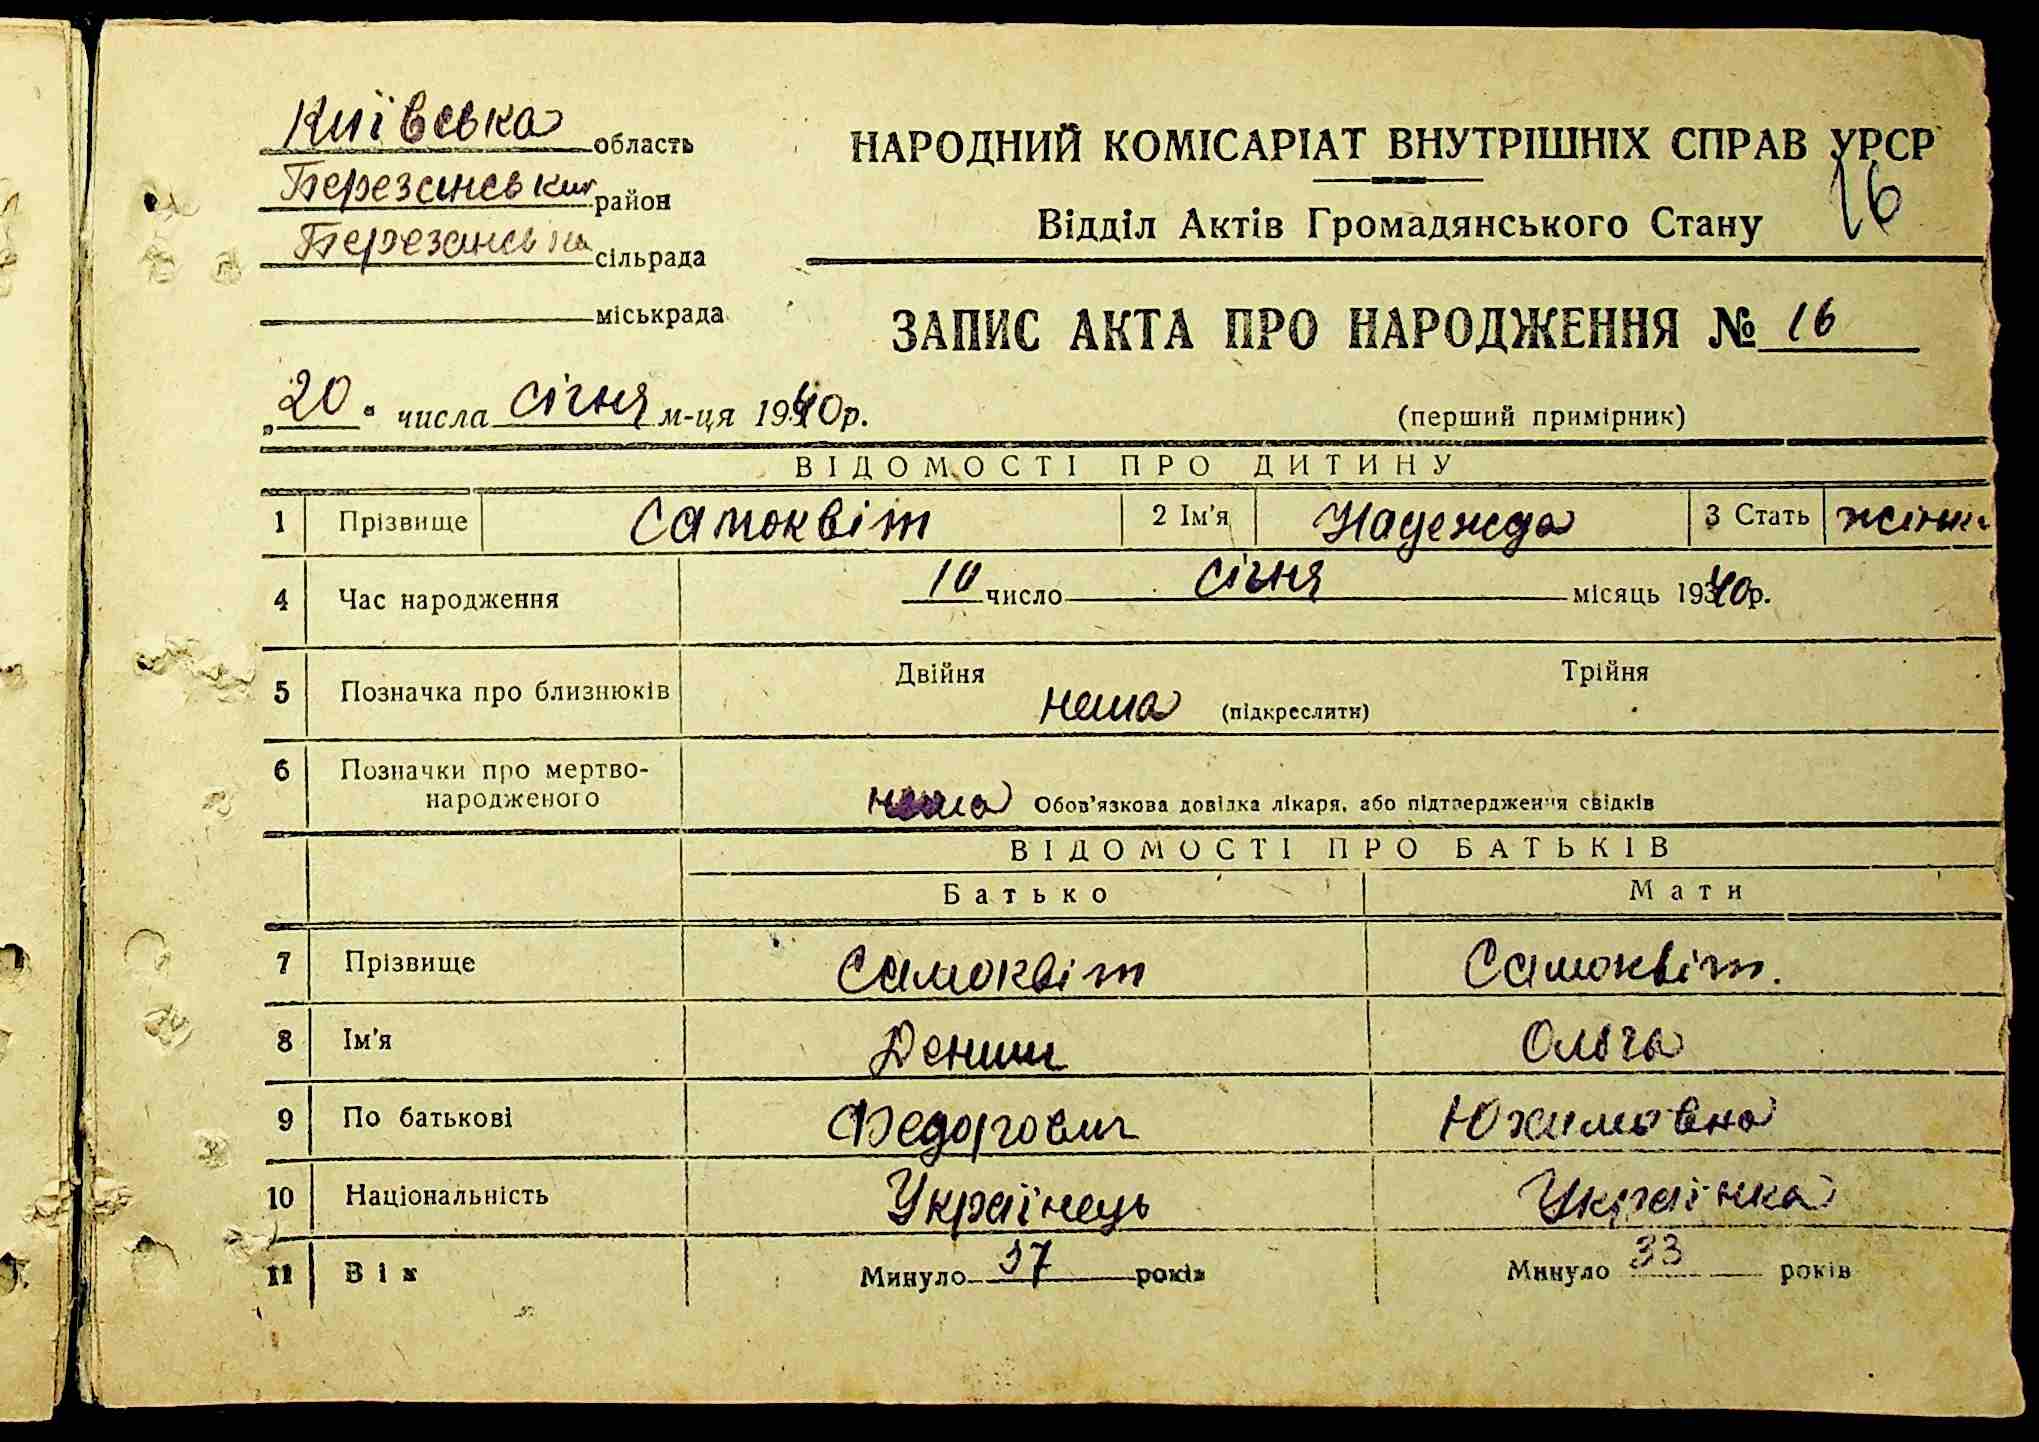 Київська область
Березанський район
Березанська сільрада
міськрада
НАРОДНИЙ КОМІСАРІАТ ВНУТРІШНІХ СПРАВ УРСР
16
Відділ Актів Громадянського Стану
ЗАПИС АКТА ПРО НАРОДЖЕННЯ № 16
„20“ числа січня м-ця 1940р.
(перший примірник)
ВІДОМОСТІ ПРО ДИТИНУ
1 Прізвище Самоквіт 2 Ім'я Надежда 3 Стать жіноч
4 Час народження 10 число січня місяць 1940р.
5 Позначка про близнюків Двійня Трійня
нема (підкреслити)
6 Позначки про мертво-
народженого нема Обов'язкова довідка лікаря, або підтвердження свідків
ВІДОМОСТІ ПРО БАТЬКІВ
Батько Мати
7 Прізвище Самоквіт Самоквіт.
8 Ім'я Денис Ольга
9 По батькові Федорович Юхимовна
10 Національність Українець Українка
11 Вік Минуло 37 років Минуло 33 років